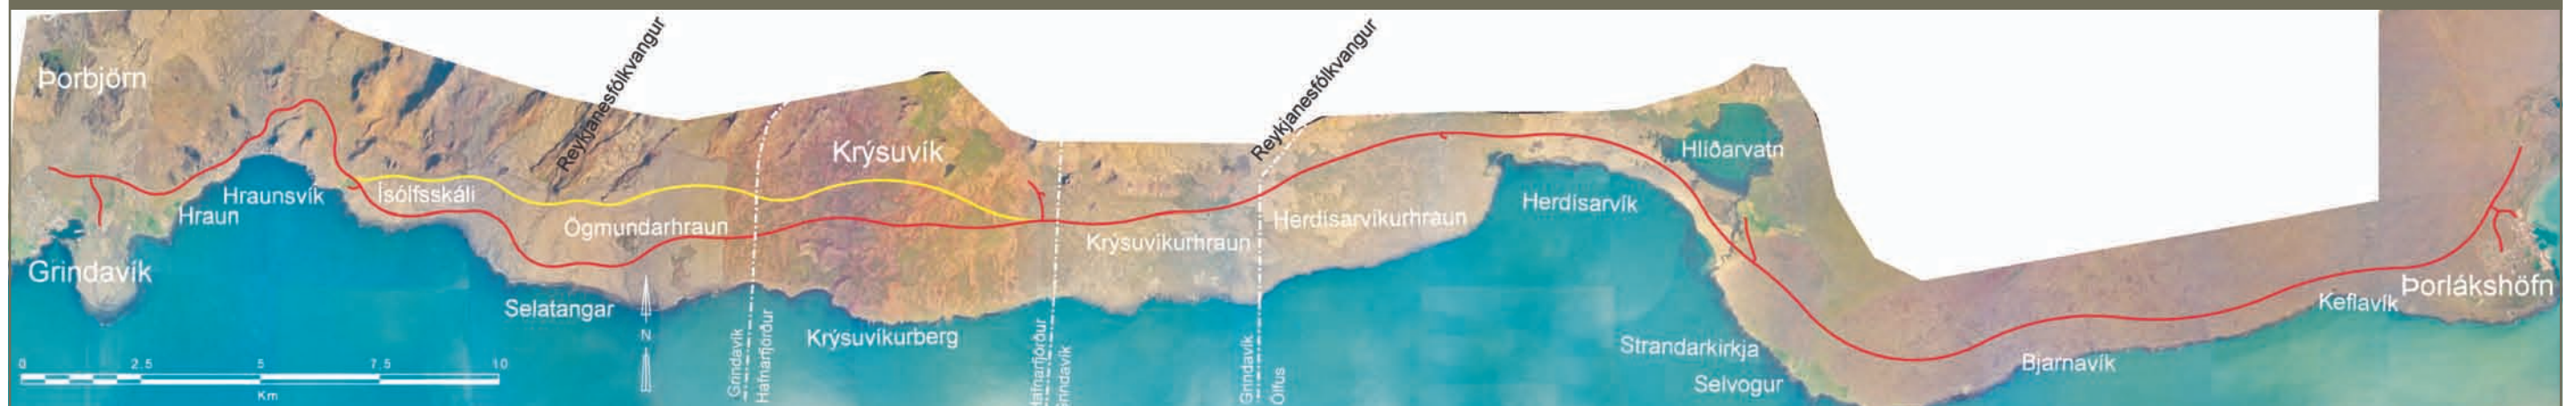 Þorbjörn
Reykjanesfólkvangur
Krýsuvík
Reykjanesfólkvangur
Hlíðarvatn
Hraunsvík
Hraun
Ísólfsskáli
Ögmundarhraun
Krýsuvíkurhraun
Herdísarvíkurhraun
Herdísarvík
Grindavík
Selatangar
N
Krýsuvíkurberg
Grindavík
Hafnarfjörður
Hafnarfjörður
Grindavík
Grindavík
Ölfus
Strandarkirkja
Selvogur
Bjarnavík
Keflavík
Þorlákshöfn
0 2.5 5 7.5 10
Km